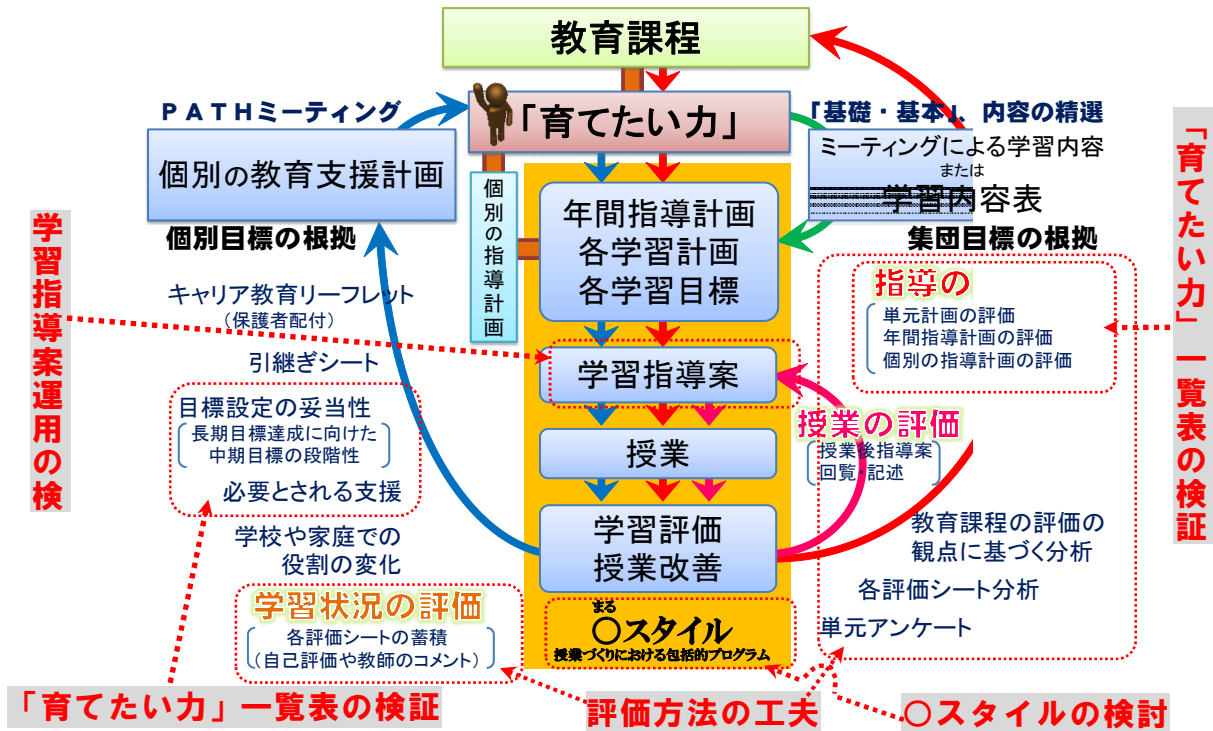 教育課程
「育てたい力」
PATHミーティング
個別の教育支援計画
個別目標の根拠
「基礎・基本」、内容の精選
ミーティングによる学習内容
または
学習内容表
集団目標の根拠
個別の指導計画
年間指導計画
各学習計画
各学習目標
学習指導案
授業
学習評価
授業改善
まる
〇スタイル
授業づくりにおける包括的プログラム
学習指導案運用の検
キャリア教育リーフレット
（保護者配付）
引継ぎシート
目標設定の妥当性
長期目標達成に向けた
中期目標の段階性
必要とされる支援
学校や家庭での
役割の変化
学習状況の評価
各評価シートの蓄積
（自己評価や教師のコメント）
「育てたい力」一覧表の検証
指導の
単元計画の評価
年間指導計画の評価
個別の指導計画の評価
授業の評価
授業後指導案
回覧・記述
教育課程の評価の
観点に基づく分析
各評価シート分析
単元アンケート
「育てたい力」一覧表の検証
評価方法の工夫
〇スタイルの検討